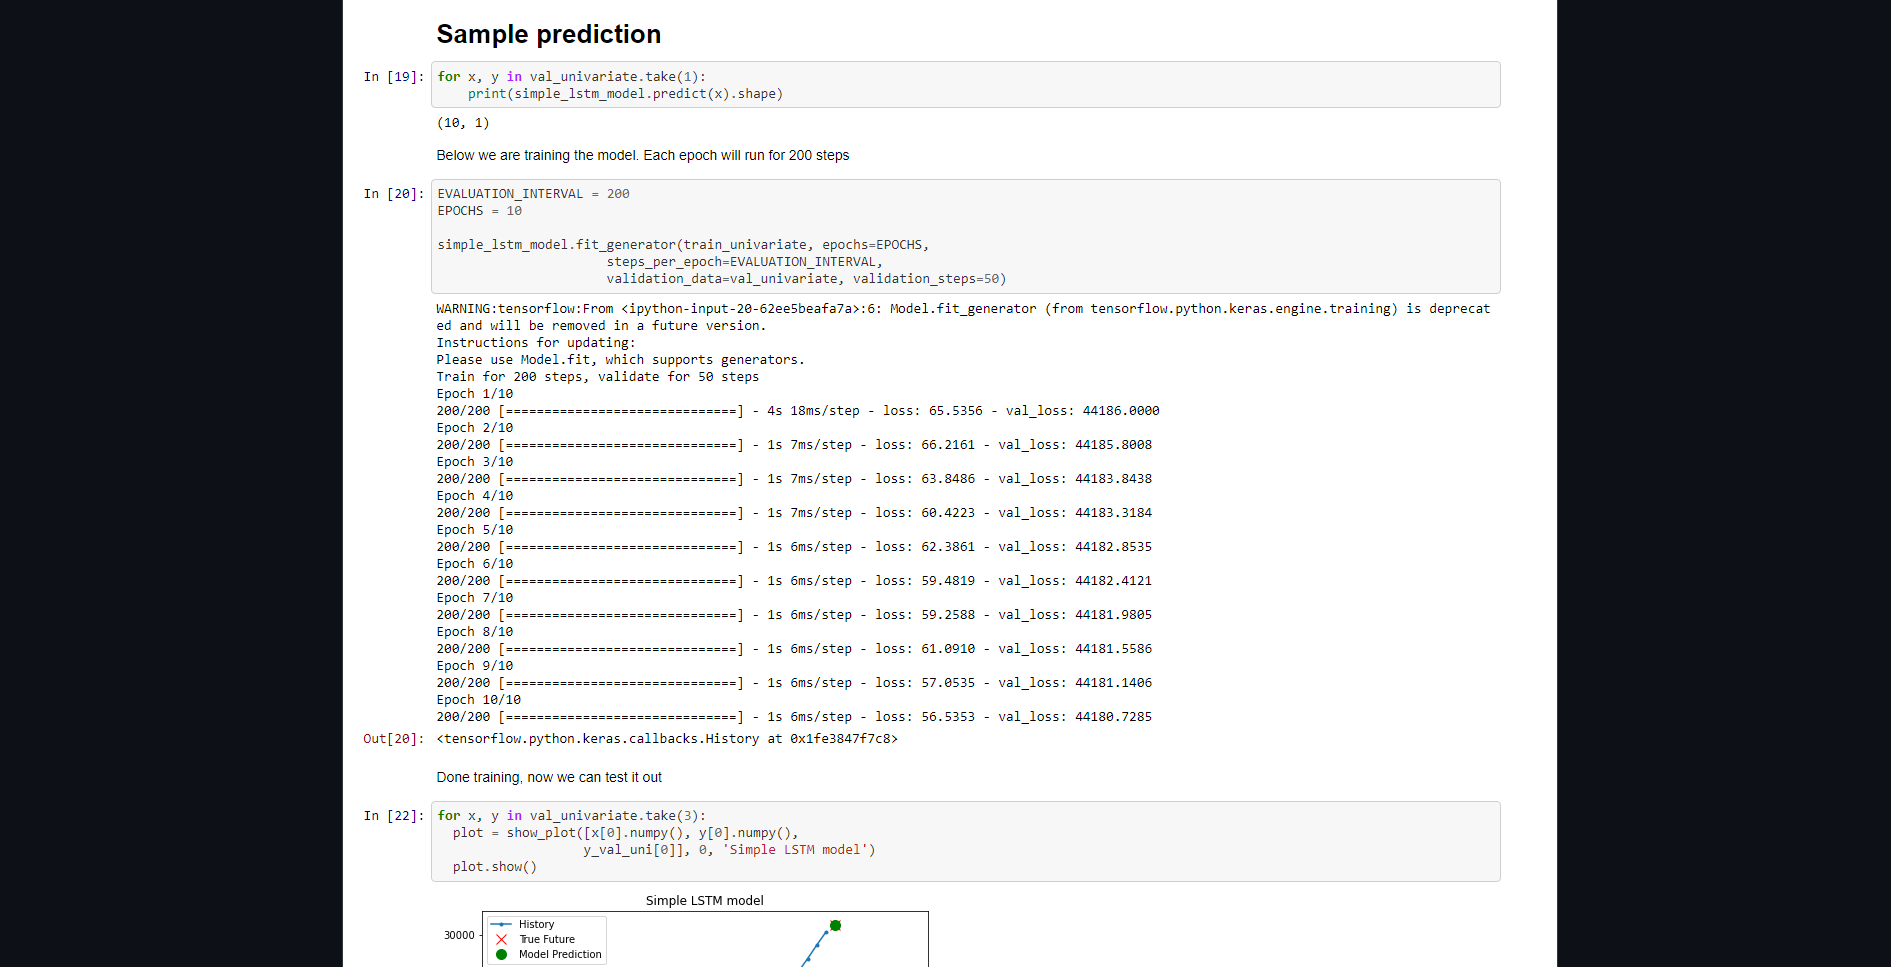 Sample prediction
In [19]: for x, y in val_univariate.take(1):
    print(simple_lstm_model.predict(x).shape)
(10, 1)
Below we are training the model. Each epoch will run for 200 steps
In [20]: EVALUATION_INTERVAL = 200
EPOCHS = 10
simple_lstm_model.fit_generator(train_univariate, epochs=EPOCHS,
                      steps_per_epoch=EVALUATION_INTERVAL,
                      validation_data=val_univariate, validation_steps=50)
WARNING:tensorflow:From <ipython-input-20-62ee5beafa7a>:6: Model.fit_generator (from tensorflow.python.keras.engine.training) is deprecat
ed and will be removed in a future version.
Instructions for updating:
Please use Model.fit, which supports generators.
Train for 200 steps, validate for 50 steps
Epoch 1/10
200/200 [==============================] - 4s 18ms/step - loss: 65.5356 - val_loss: 44186.0000
Epoch 2/10
200/200 [==============================] - 1s 7ms/step - loss: 66.2161 - val_loss: 44185.8008
Epoch 3/10
200/200 [==============================] - 1s 7ms/step - loss: 63.8486 - val_loss: 44183.8438
Epoch 4/10
200/200 [==============================] - 1s 7ms/step - loss: 60.4223 - val_loss: 44183.3184
Epoch 5/10
200/200 [==============================] - 1s 6ms/step - loss: 62.3861 - val_loss: 44182.8535
Epoch 6/10
200/200 [==============================] - 1s 6ms/step - loss: 59.4819 - val_loss: 44182.4121
Epoch 7/10
200/200 [==============================] - 1s 6ms/step - loss: 59.2588 - val_loss: 44181.9805
Epoch 8/10
200/200 [==============================] - 1s 6ms/step - loss: 61.0910 - val_loss: 44181.5586
Epoch 9/10
200/200 [==============================] - 1s 6ms/step - loss: 57.0535 - val_loss: 44181.1406
Epoch 10/10
200/200 [==============================] - 1s 6ms/step - loss: 56.5353 - val_loss: 44180.7285
Out[20]: <tensorflow.python.keras.callbacks.History at 0x1fe3847f7c8>
Done training, now we can test it out
In [22]: for x, y in val_univariate.take(3):
  plot = show_plot([x[0].numpy(), y[0].numpy(),
                   y_val_uni[0]], 0, 'Simple LSTM model')
  plot.show()
Simple LSTM model
History
30000
True Future
Model Prediction